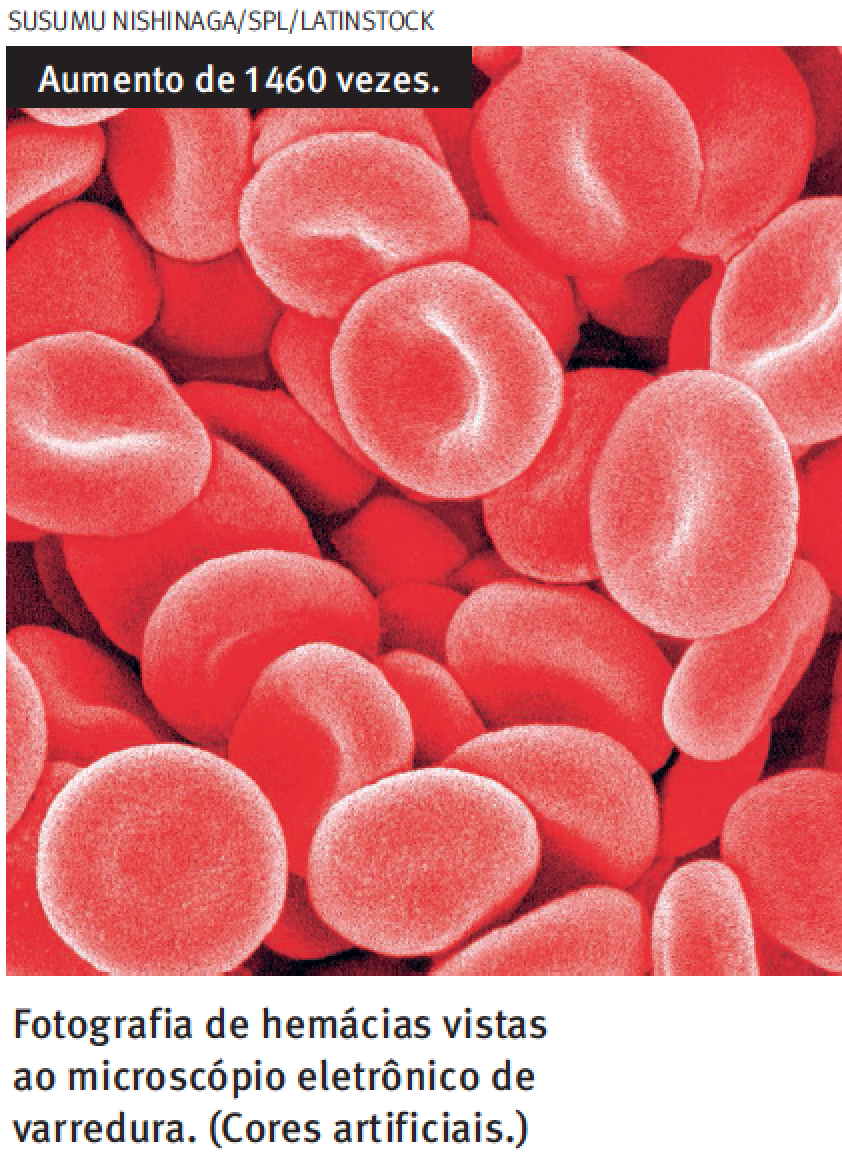 SUSUMU NISHINAGA/SPL/LATINSTOCK
Aumento de 1460 vezes.
Fotografia de hemácias vistas
ao microscópio eletrônico de
varredura. (Cores artificiais.)